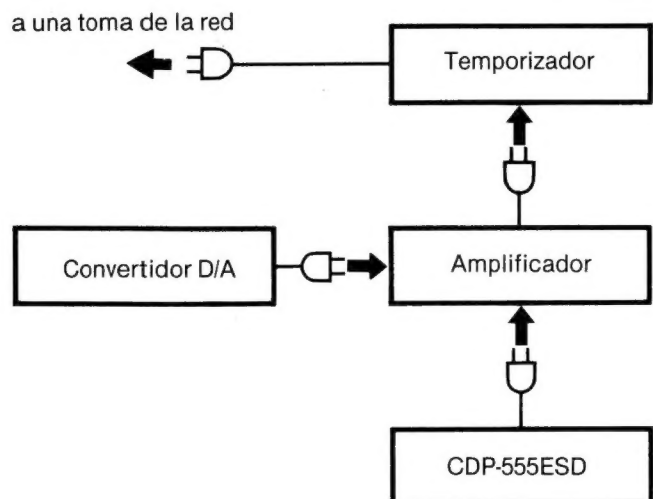 a una toma de la red
Temporizador
Convertidor D/A
Amplificador
CDP-555ESD